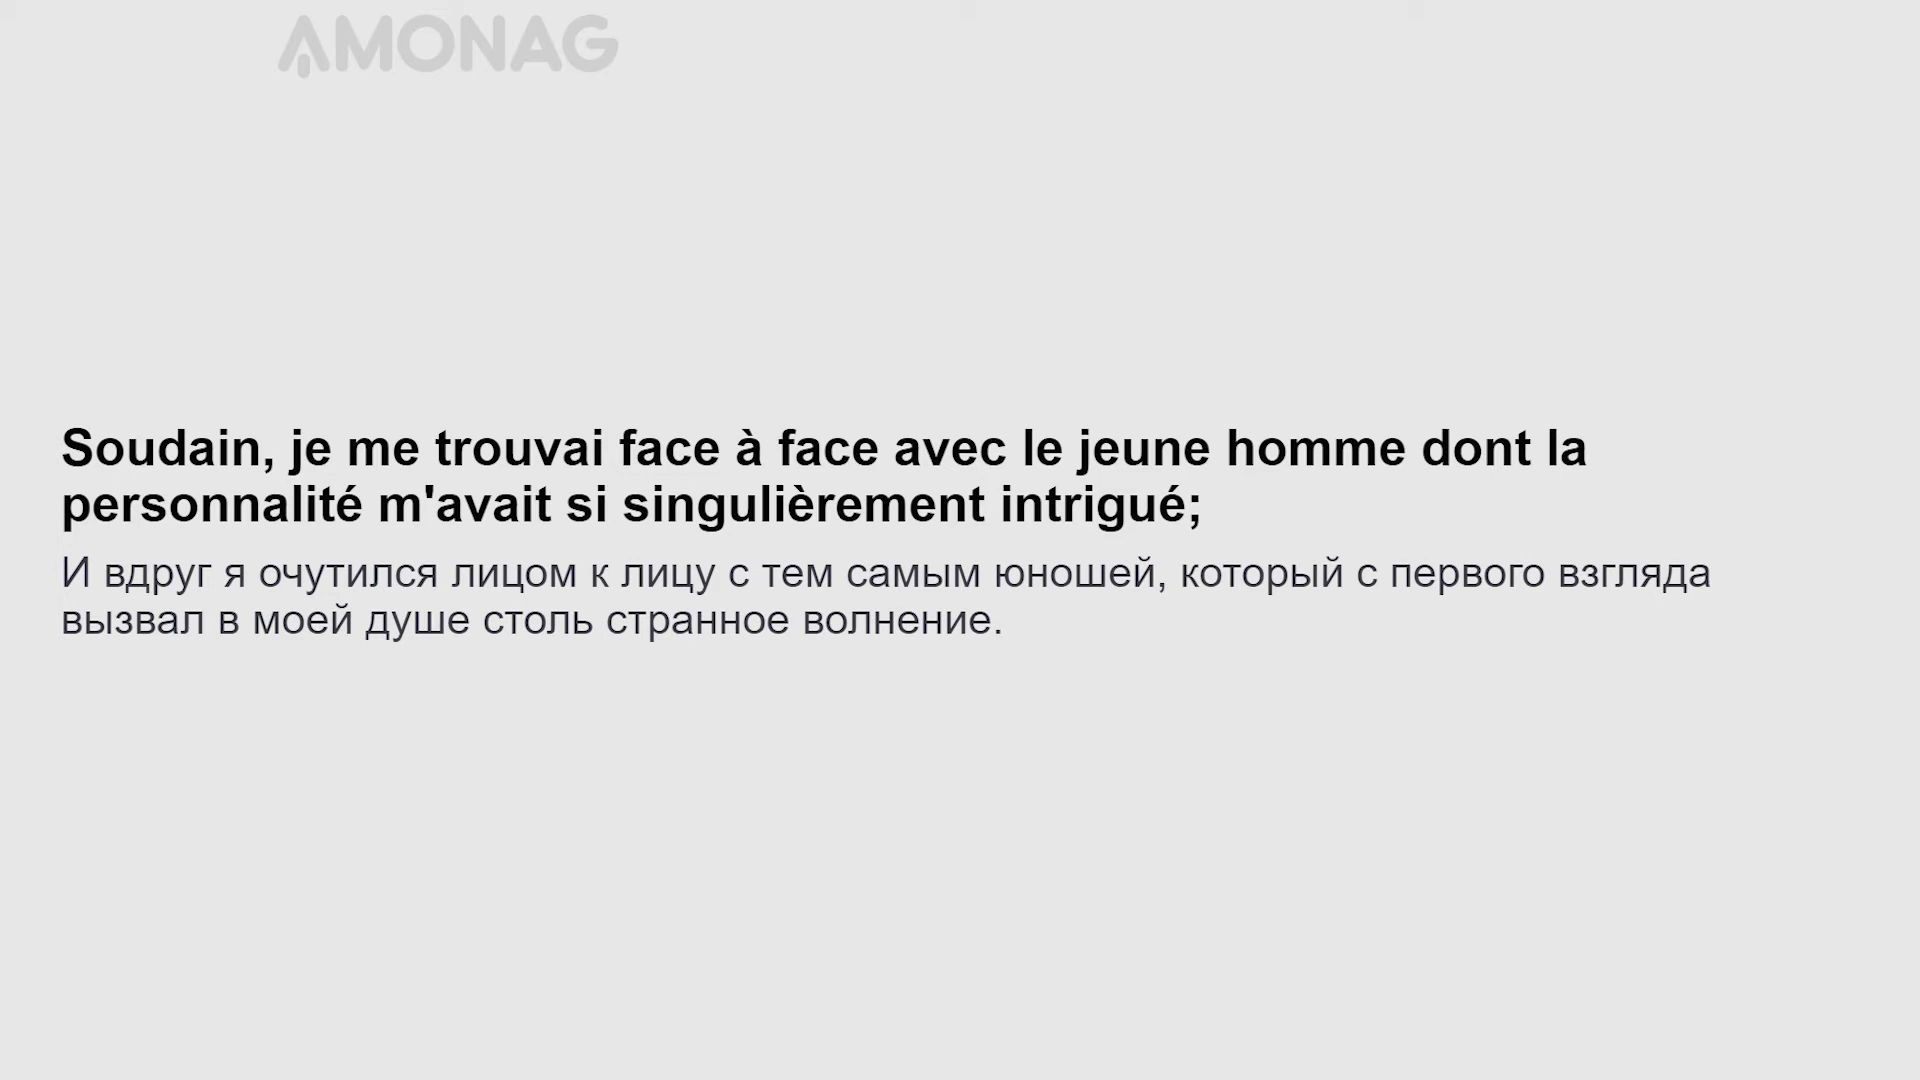 AMONAG
Soudain, je me trouvai face à face avec le jeune homme dont la
personnalité m'avait si singulièrement intrigué;
И вдруг я очутился лицом к лицу с тем самым юношей, который с первого взгляда
вызвал в моей душе столь странное волнение.